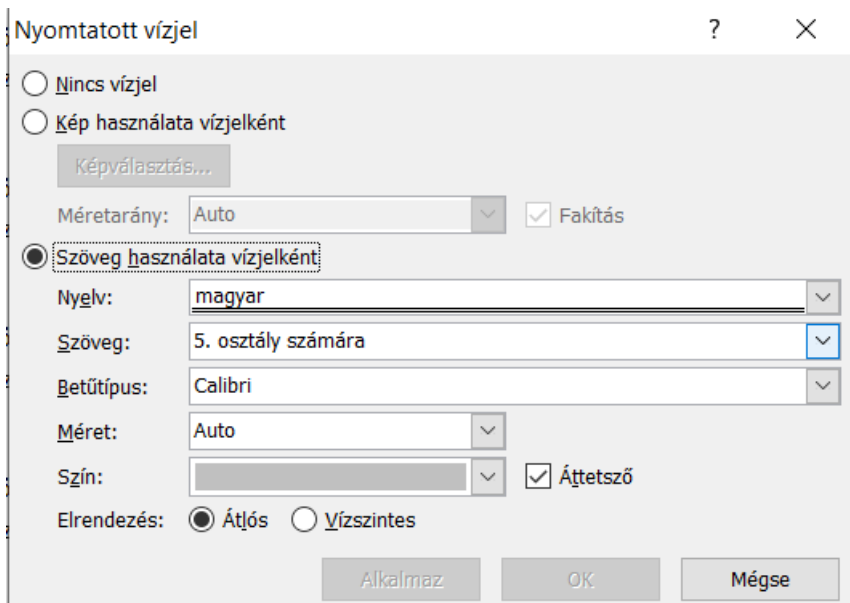 Nyomtatott vízjel ?
Nincs vízjel
Kép használata vízjelként
Képválasztás...
Méretarány: Auto Fakítás
Szöveg használata vízjelként
Nyelv: magyar
Szöveg: 5. osztály számára
Betűtípus: Calibri
Méret: Auto
Szín: Áttetsző
Elrendezés: Átlós Vízszintes
Alkalmaz OK Mégse